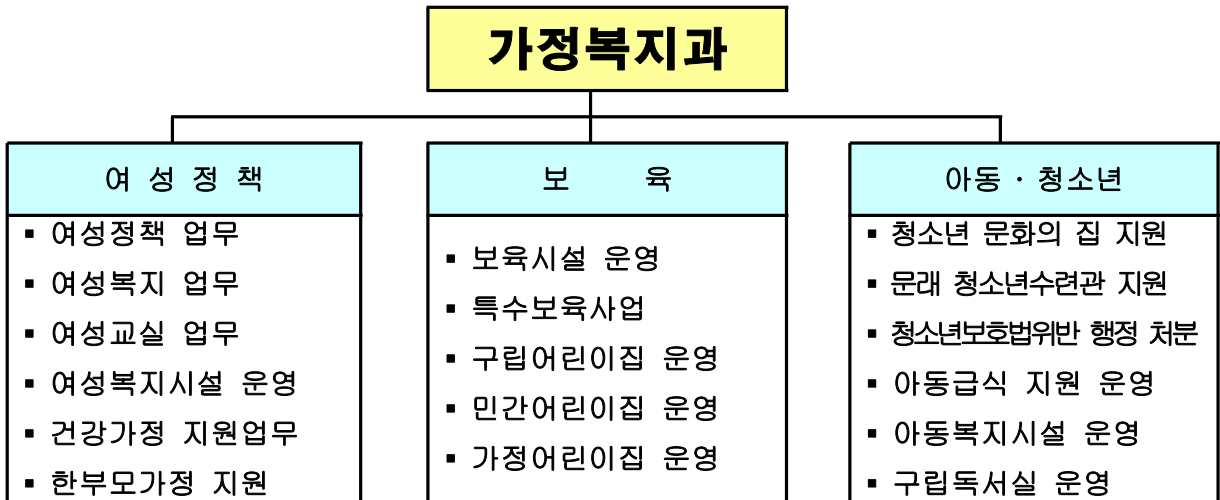 가정복지과
여 성 정 책
▪ 여성정책 업무
▪ 여성복지 업무
▪ 여성교실 업무
▪ 여성복지시설 운영
▪ 건강가정 지원업무
▪ 한부모가정 지원
보 육
▪ 보육시설 운영
▪ 특수보육사업
▪ 구립어린이집 운영
▪ 민간어린이집 운영
▪ 가정어린이집 운영
아동 · 청소년
▪ 청소년 문화의 집 지원
▪ 문래 청소년수련관 지원
▪ 청소년보호법위반 행정 처분
▪ 아동급식 지원 운영
▪ 아동복지시설 운영
▪ 구립독서실 운영